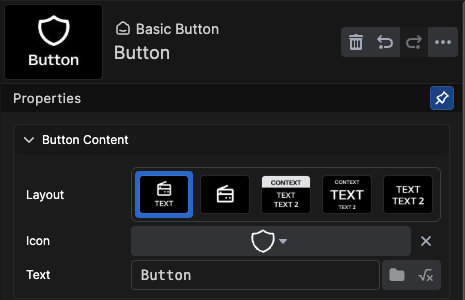 Button
Basic Button
Button
Properties
Button Content
Layout
TEXT
CONTEXT
TEXT
TEXT 2
CONTEXT
TEXT
TEXT 2
TEXT
TEXT 2
Icon
Text
Button
√x